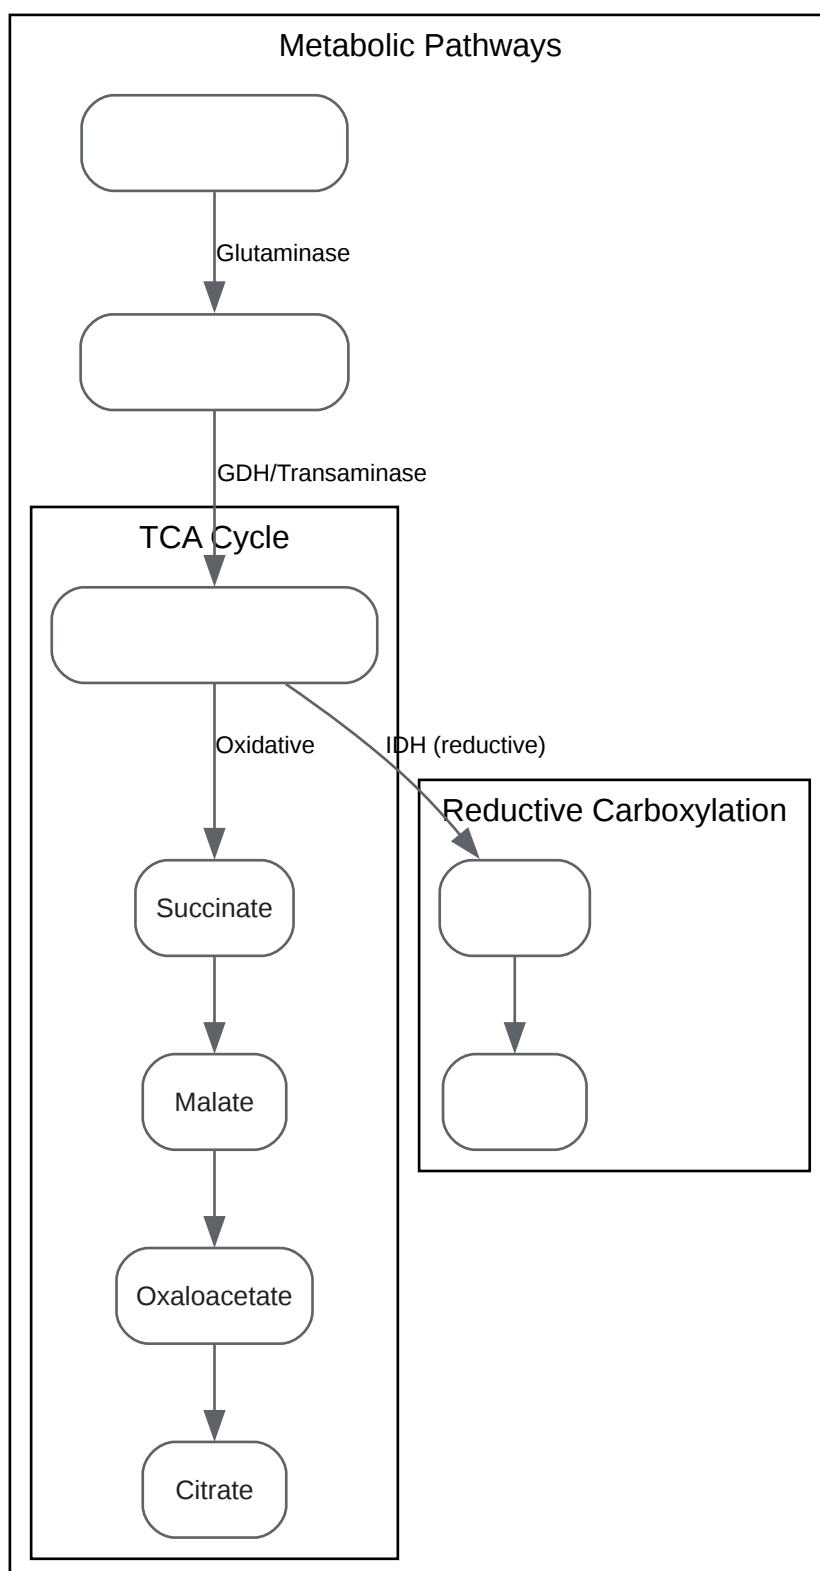 Metabolic Pathways
Glutaminase
GDH/Transaminase
TCA Cycle
Oxidative
IDH (reductive)
Reductive Carboxylation
Succinate
Malate
Oxaloacetate
Citrate